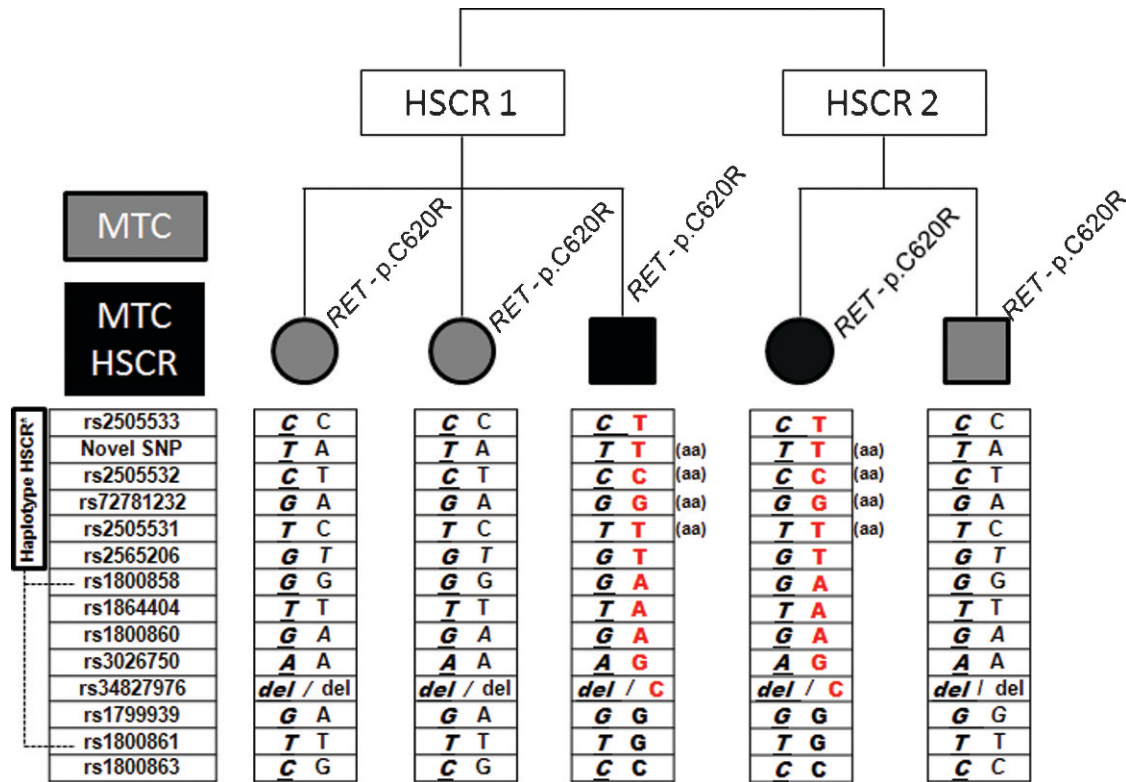 HSCR 1
HSCR 2
MTC
MTC
HSCR
RET - p.C620R
RET - p.C620R
RET - p.C620R
RET - p.C620R
RET - p.C620R
Haplotype HSCR*
rs2505533 C C C C C T C T C C
Novel SNP T A T A T T (aa) T T (aa) T A
rs2505532 C T C T C C (aa) C C (aa) C T
rs72781232 G A G A G G (aa) G G (aa) G A
rs2505531 T C T C T T (aa) T T (aa) T C
rs2565206 G T G T G T G T G T
rs1800858 G G G G G A G A G G
rs1864404 T T T T T A T A T T
rs1800860 G A G A G A G A G A
rs3026750 A A A A A G A G A A
rs34827976 del / del del / del del / C del / C del / del
rs1799939 G A G A G G G G G G
rs1800861 T T T T T G T G T T
rs1800863 C G C G C C C C C C